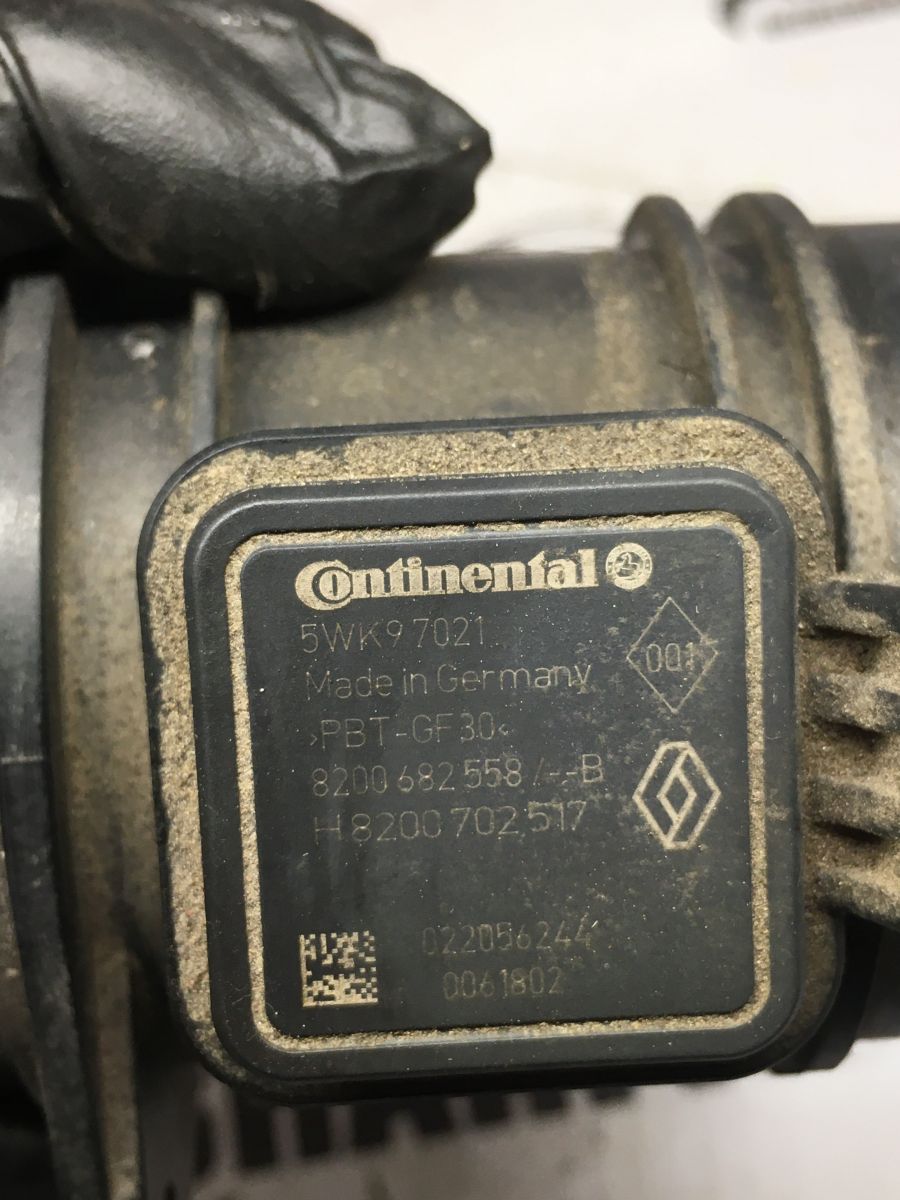 Continental
5WK9 7021
Made in Germany
001
>PBT-GF30<
8200 682 558 /--B
H 8200 702 517
022056244
0061802